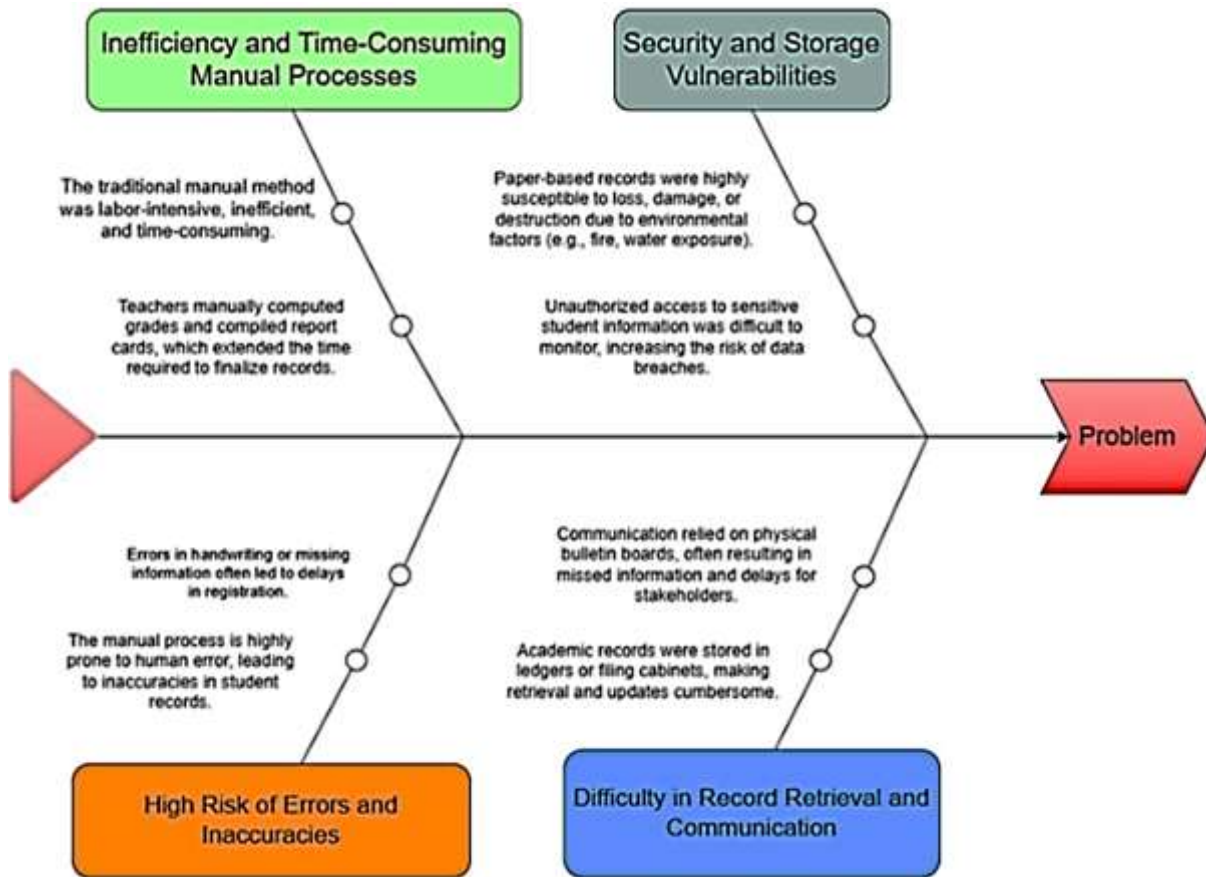 Inefficiency and Time-Consuming
Manual Processes
Security and Storage
Vulnerabilities
The traditional manual method
was labor-intensive, inefficient,
and time-consuming.
Paper-based records were highly
susceptible to loss, damage, or
destruction due to environmental
factors (e.g., fire, water exposure).
Teachers manually computed
grades and compiled report
cards, which extended the time
required to finalize records.
Unauthorized access to sensitive
student information was difficult to
monitor, increasing the risk of data
breaches.
Problem
Errors in handwriting or missing
information often led to delays
in registration.
Communication relied on physical
bulletin boards, often resulting in
missed information and delays for
stakeholders.
The manual process is highly
prone to human error, leading
to inaccuracies in student
records.
Academic records were stored in
ledgers or filing cabinets, making
retrieval and updates cumbersome.
High Risk of Errors and
Inaccuracies
Difficulty in Record Retrieval and
Communication